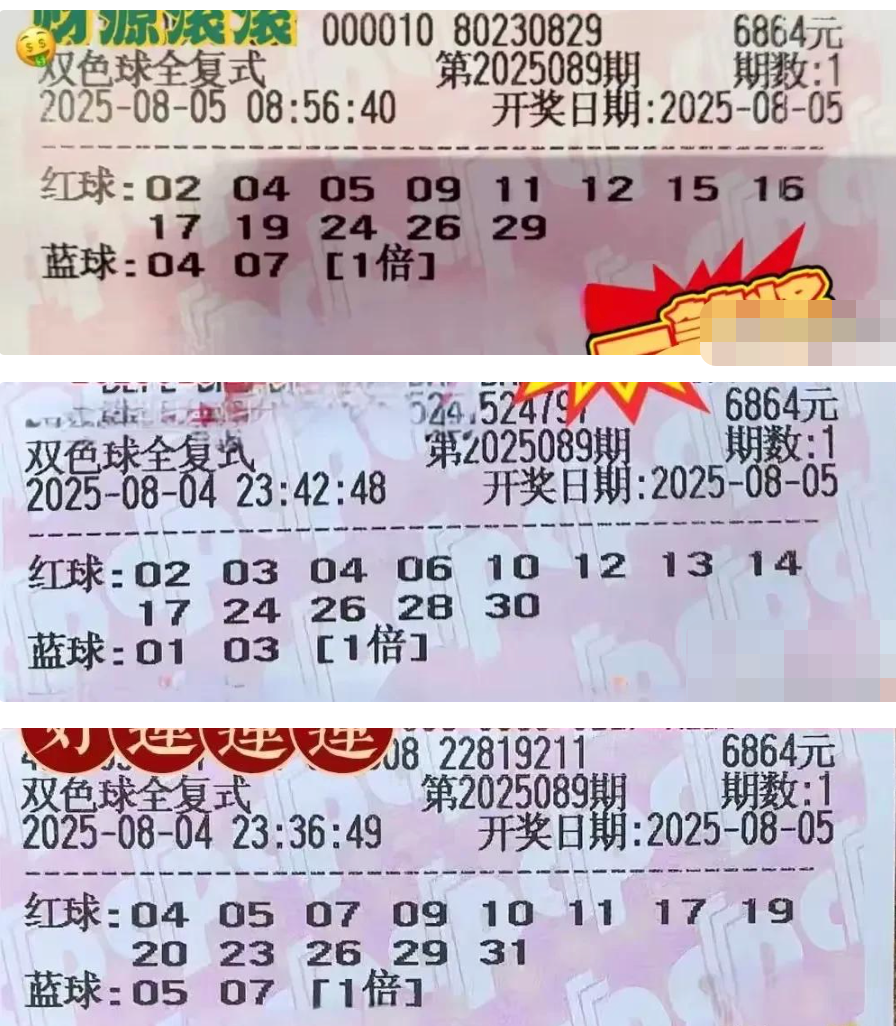 财源滚滚
000010 80230829 6864元
双色球全复式 第2025089期 期数:1
2025-08-05 08:56:40 开奖日期:2025-08-05
红球:02 04 05 09 11 12 15 16
17 19 24 26 29
蓝球:04 07 [1倍]
6864元
双色球全复式 第2025089期 期数:1
2025-08-04 23:42:48 开奖日期:2025-08-05
红球:02 03 04 06 10 12 13 14
17 24 26 28 30
蓝球:01 03 [1倍]
好运连连
22819211 6864元
双色球全复式 第2025089期 期数:1
2025-08-04 23:36:49 开奖日期:2025-08-05
红球:04 05 07 09 10 11 17 19
20 23 26 29 31
蓝球:05 07 [1倍]